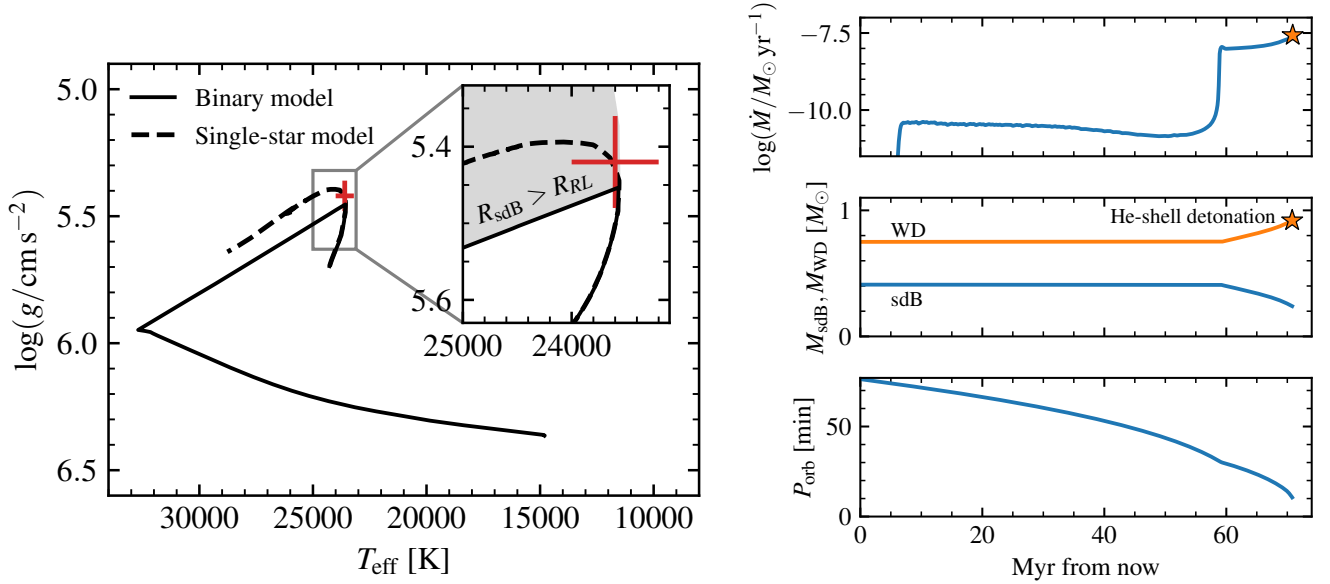 5.0
5.5
6.0
6.5
log(g/cm s⁻²)
Binary model
Single-star model
5.4
5.6
R_sdB > R_RL
25000
24000
30000
25000
20000
15000
10000
T_eff [K]
−7.5
−10.0
log(Ṁ/M⊙ yr⁻¹)
1
0
M_sdB, M_WD [M⊙]
He-shell detonation
WD
sdB
50
0
P_orb [min]
0
20
40
60
Myr from now